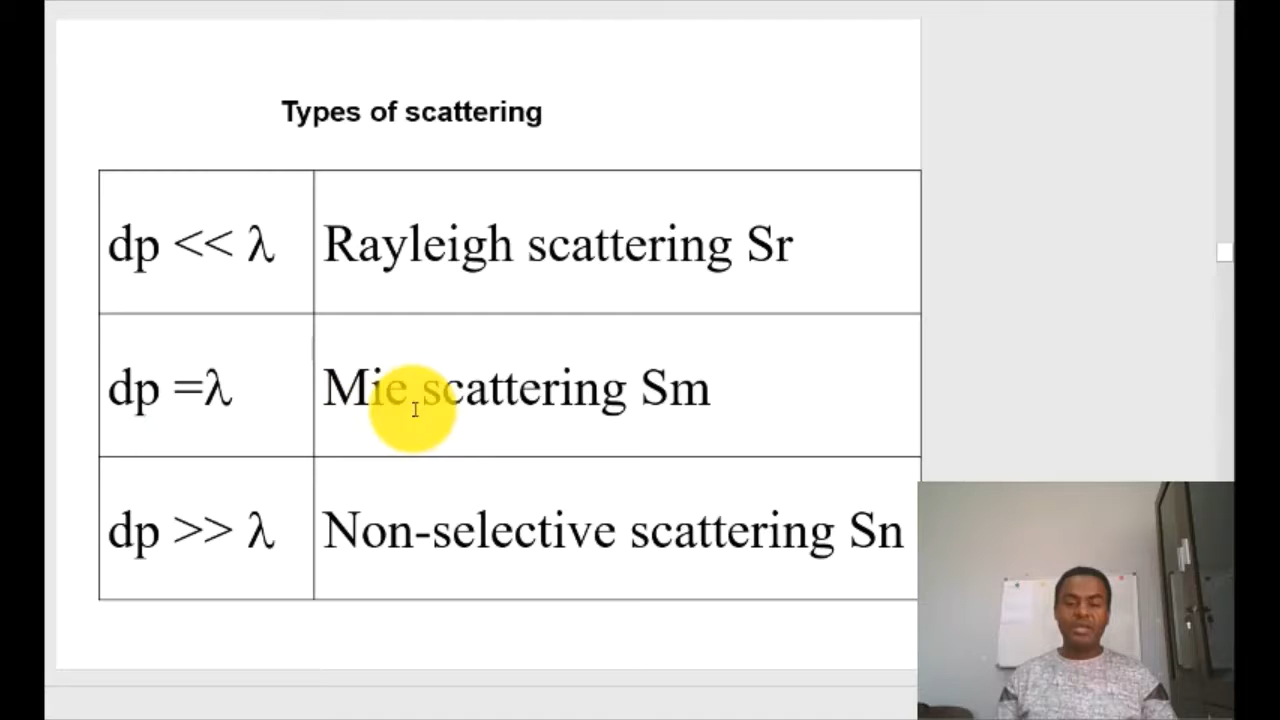 Types of scattering
dp << λ Rayleigh scattering Sr
dp =λ Mie scattering Sm
dp >> λ Non-selective scattering Sn